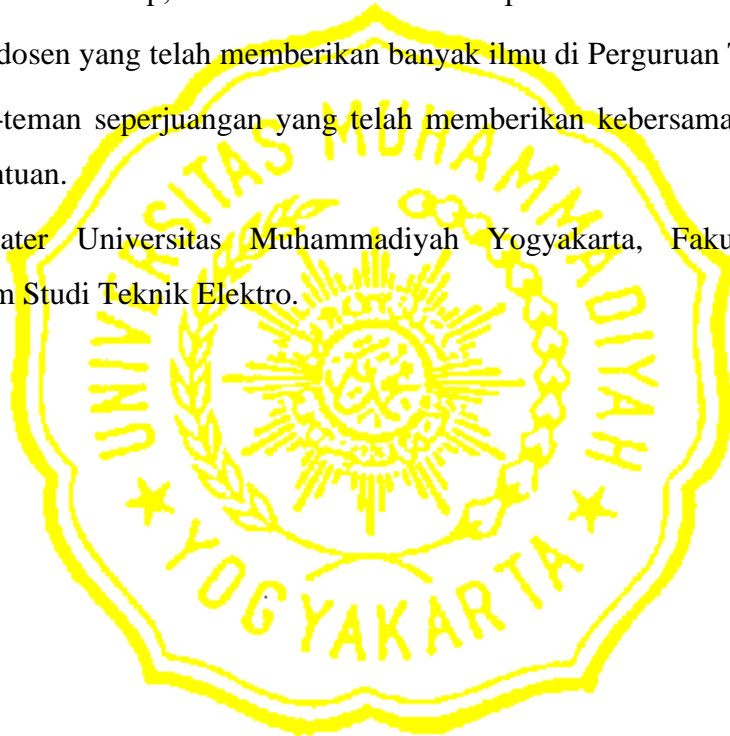 dosen yang telah memberikan banyak ilmu di Perguruan
-teman seperjuangan yang telah memberikan kebersama
ntuan.
ater Universitas Muhammadiyah Yogyakarta, Faku
m Studi Teknik Elektro.
UNIVERSITAS MUHAMMADIYAH
YOGYAKARTA